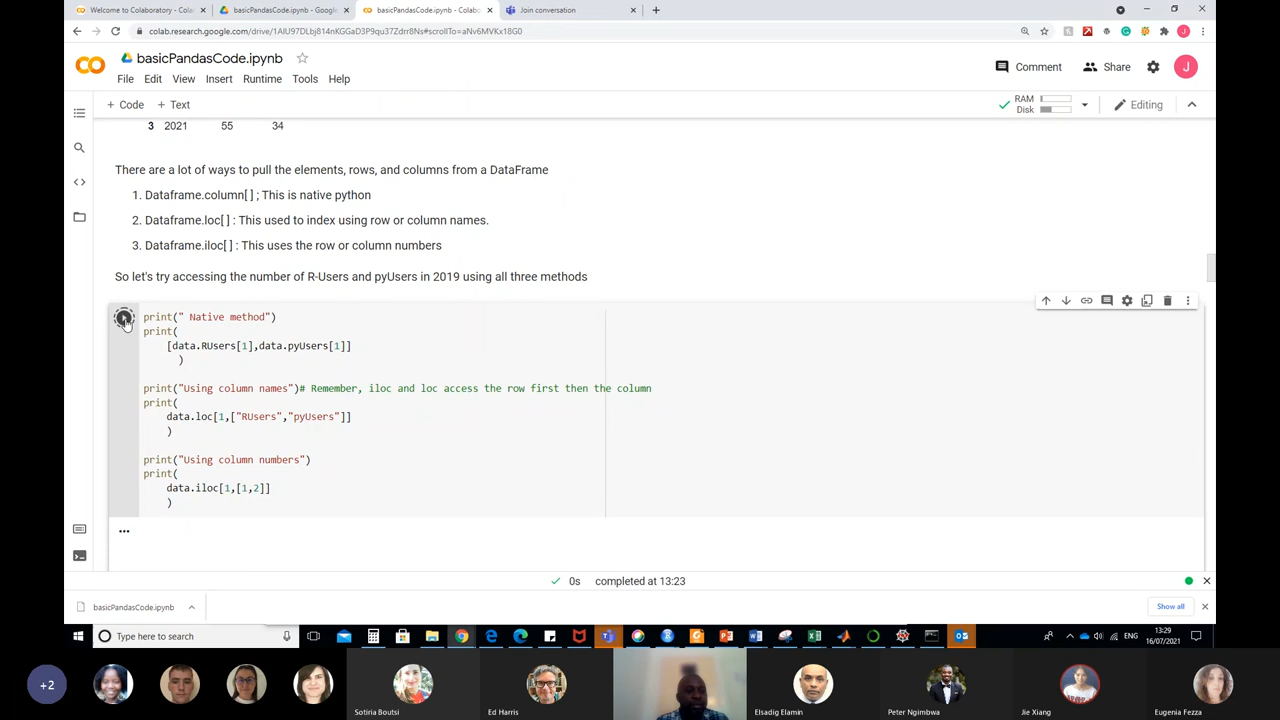 Welcome to Colaboratory - Cola
basicPandasCode.ipynb - Google
basicPandasCode.ipynb - Colabo
Join conversation
colab.research.google.com/drive/1AlU97DLbj814nKGGaD3P9qu37Zdrr8Ns#scrollTo=aNv6MVKx18G0
CO
basicPandasCode.ipynb
File Edit View Insert Runtime Tools Help
Comment
Share
J
+ Code + Text
RAM
Disk
Editing
3 2021 55 34
There are a lot of ways to pull the elements, rows, and columns from a DataFrame
1. Dataframe.column[ ] ; This is native python
2. Dataframe.loc[ ] : This used to index using row or column names.
3. Dataframe.iloc[ ] : This uses the row or column numbers
So let's try accessing the number of R-Users and pyUsers in 2019 using all three methods
print(" Native method")
print(
[data.RUsers[1],data.pyUsers[1]]
)
print("Using column names")# Remember, iloc and loc access the row first then the column
print(
data.loc[1,["RUsers","pyUsers"]]
)
print("Using column numbers")
print(
data.iloc[1,[1,2]]
)
...
0s completed at 13:23
basicPandasCode.ipynb
Show all
Type here to search
ENG
13:29
16/07/2021
+2
Sotiria Boutsi
Ed Harris
Elsadig Elamin
Peter Ngimbwa
Jie Xiang
Eugenia Fezza